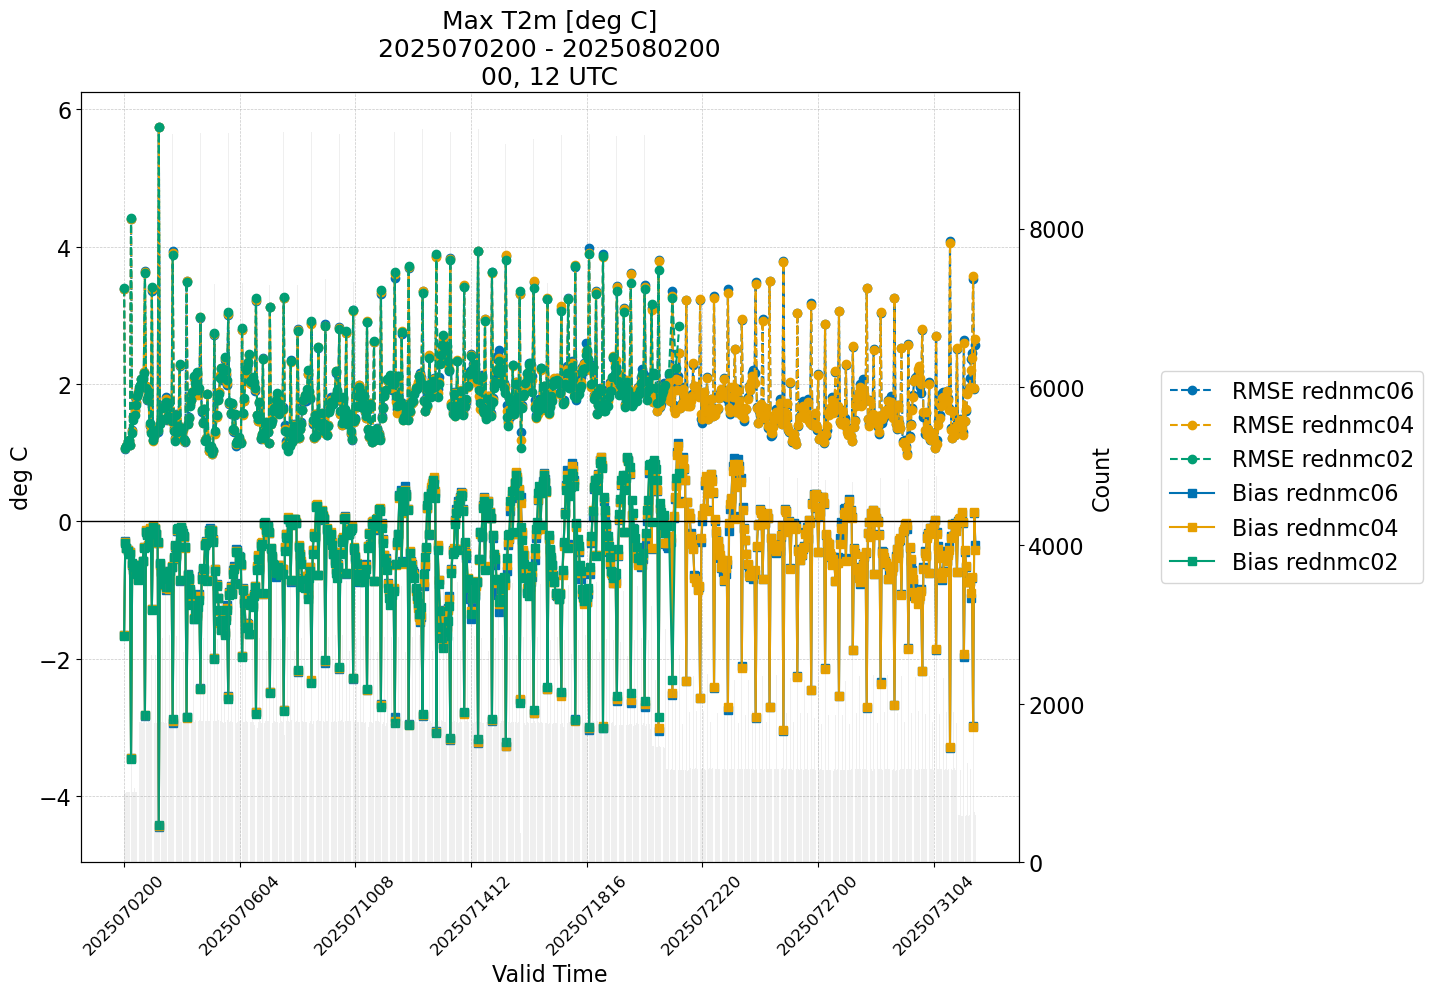 Max T2m [deg C]
2025070200 - 2025080200
00, 12 UTC
6
4
2
0
−2
−4
deg C
8000
6000
4000
2000
0
Count
2025070200
2025070604
2025071008
2025071412
2025071816
2025072220
2025072700
2025073104
Valid Time
RMSE rednmc06
RMSE rednmc04
RMSE rednmc02
Bias rednmc06
Bias rednmc04
Bias rednmc02